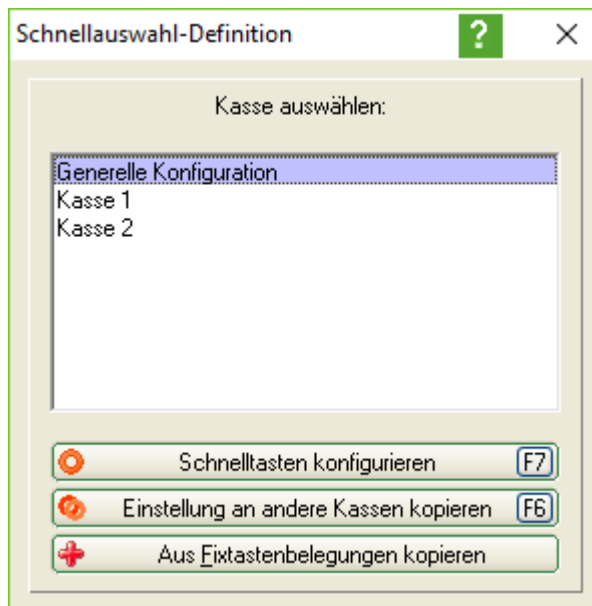 Schnellauswahl-Definition ?
Kasse auswählen:
Generelle Konfiguration
Kasse 1
Kasse 2
Schnelltasten konfigurieren F7
Einstellung an andere Kassen kopieren F6
Aus Fixtastenbelegungen kopieren